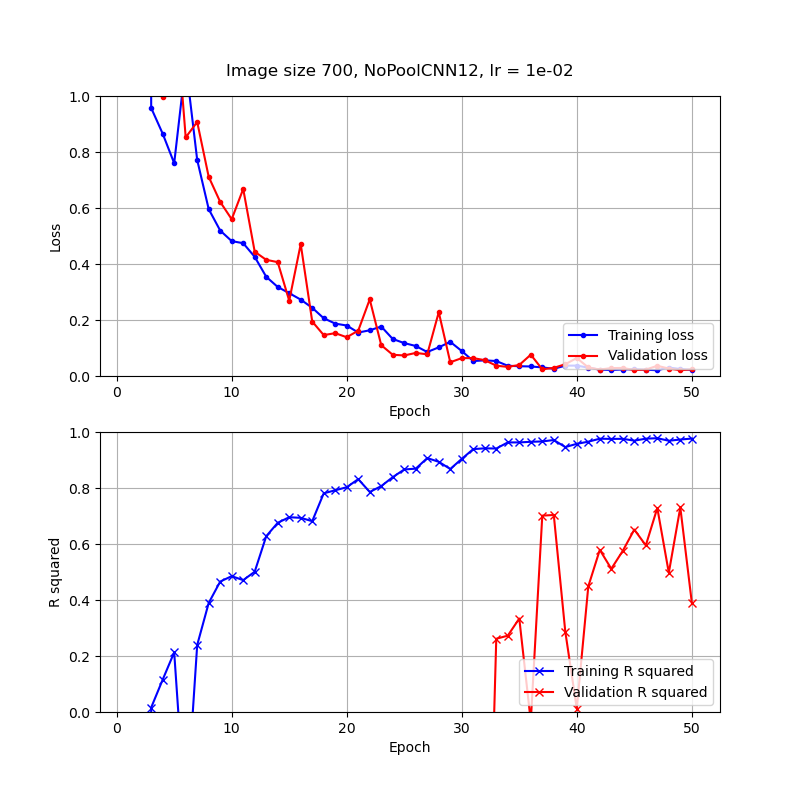 Image size 700, NoPoolCNN12, lr = 1e-02
1.0
0.8
0.6
0.4
0.2
0.0
Loss
Training loss
Validation loss
0
10
20
30
40
50
Epoch
1.0
0.8
0.6
0.4
0.2
0.0
R squared
Training R squared
Validation R squared
0
10
20
30
40
50
Epoch